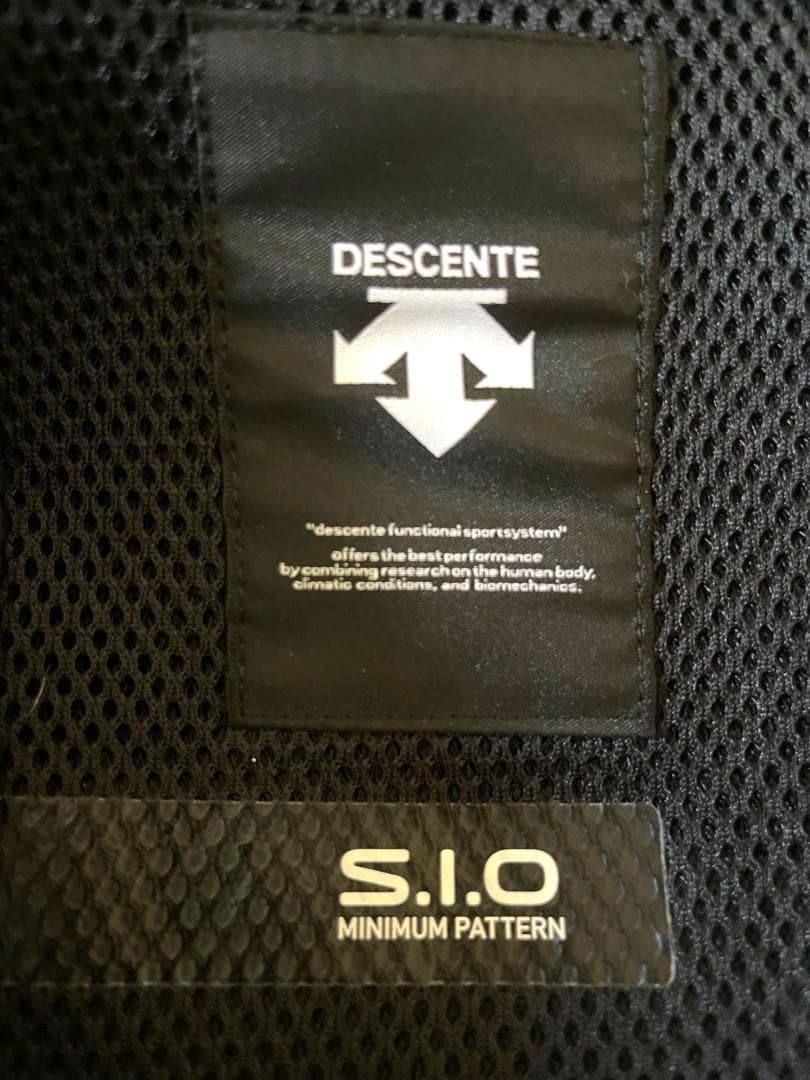 DESCENTE
"descente functional sportsystem"
offers the best performance
by combining research on the human body,
climatic conditions, and biomechanics.
S.I.O
MINIMUM PATTERN